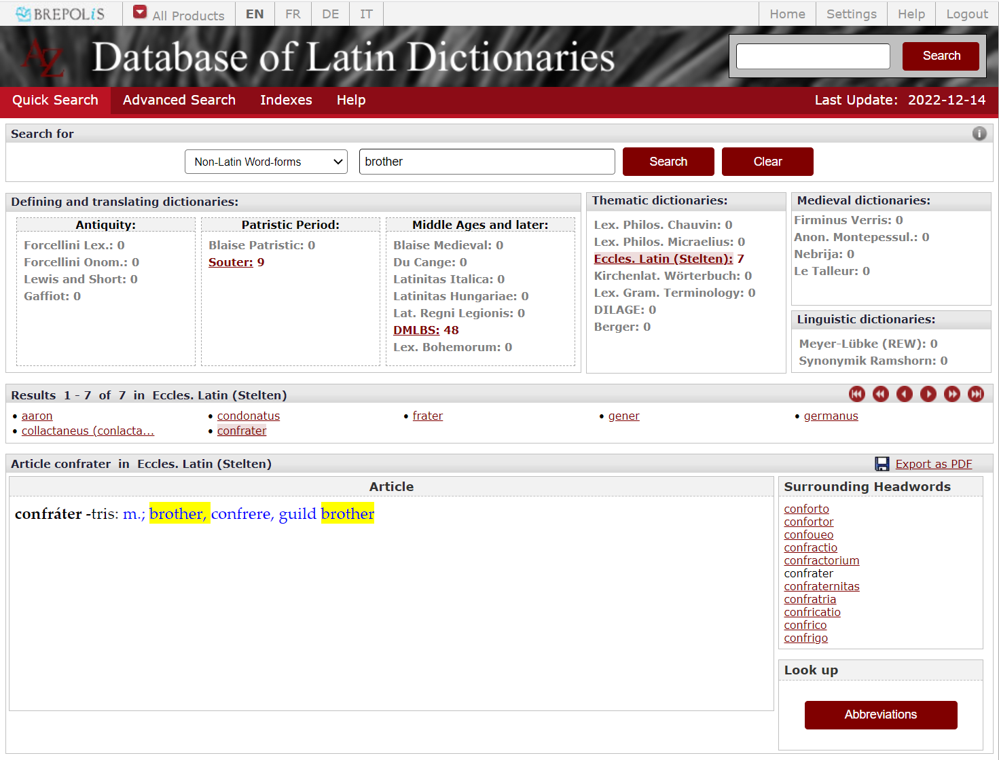 BREPOLiS All Products EN FR DE IT Home Settings Help Logout
AZ Database of Latin Dictionaries Search
Quick Search Advanced Search Indexes Help Last Update: 2022-12-14
Search for i
Non-Latin Word-forms brother Search Clear
Defining and translating dictionaries:
Antiquity:
Forcellini Lex.: 0
Forcellini Onom.: 0
Lewis and Short: 0
Gaffiot: 0
Patristic Period:
Blaise Patristic: 0
Souter: 9
Middle Ages and later:
Blaise Medieval: 0
Du Cange: 0
Latinitas Italica: 0
Latinitas Hungariae: 0
Lat. Regni Legionis: 0
DMLBS: 48
Lex. Bohemorum: 0
Thematic dictionaries:
Lex. Philos. Chauvin: 0
Lex. Philos. Micraelius: 0
Eccles. Latin (Stelten): 7
Kirchenlat. Wörterbuch: 0
Lex. Gram. Terminology: 0
DILAGE: 0
Berger: 0
Medieval dictionaries:
Firminus Verris: 0
Anon. Montepessul.: 0
Nebrija: 0
Le Talleur: 0
Linguistic dictionaries:
Meyer-Lübke (REW): 0
Synonymik Ramshorn: 0
Results 1 - 7 of 7 in Eccles. Latin (Stelten)
• aaron • condonatus • frater • gener • germanus
• collactaneus (conlacta... • confrater
Article confrater in Eccles. Latin (Stelten) Export as PDF
Article
confráter -tris: m.; brother, confrere, guild brother
Surrounding Headwords
conforto
confortor
confoueo
confractio
confractorium
confrater
confraternitas
confratria
confricatio
confrico
confrigo
Look up
Abbreviations